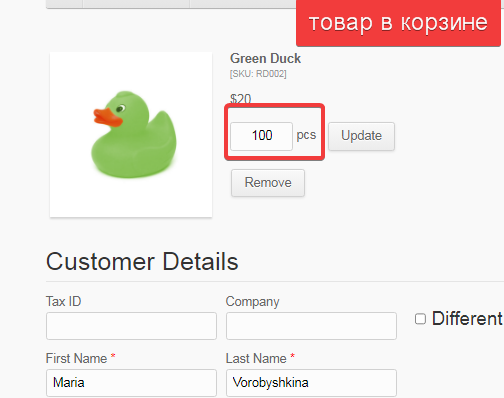 товар в корзине
Green Duck
[SKU: RD002]
$20
100 pcs Update
Remove
Customer Details
Tax ID Company
Different
First Name * Last Name *
Maria Vorobyshkina